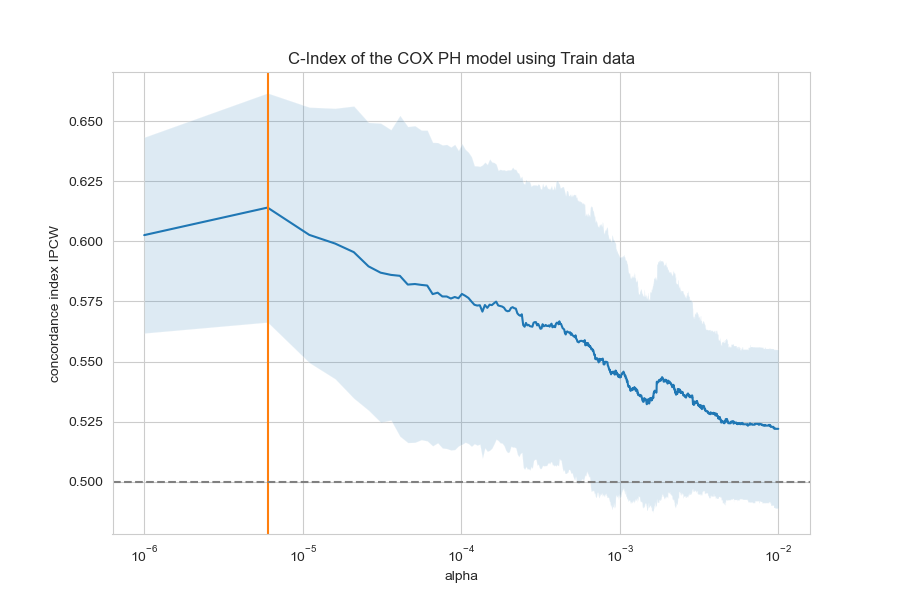 C-Index of the COX PH model using Train data
concordance index IPCW
0.650
0.625
0.600
0.575
0.550
0.525
0.500
10⁻⁶ 10⁻⁵ 10⁻⁴ 10⁻³ 10⁻²
alpha